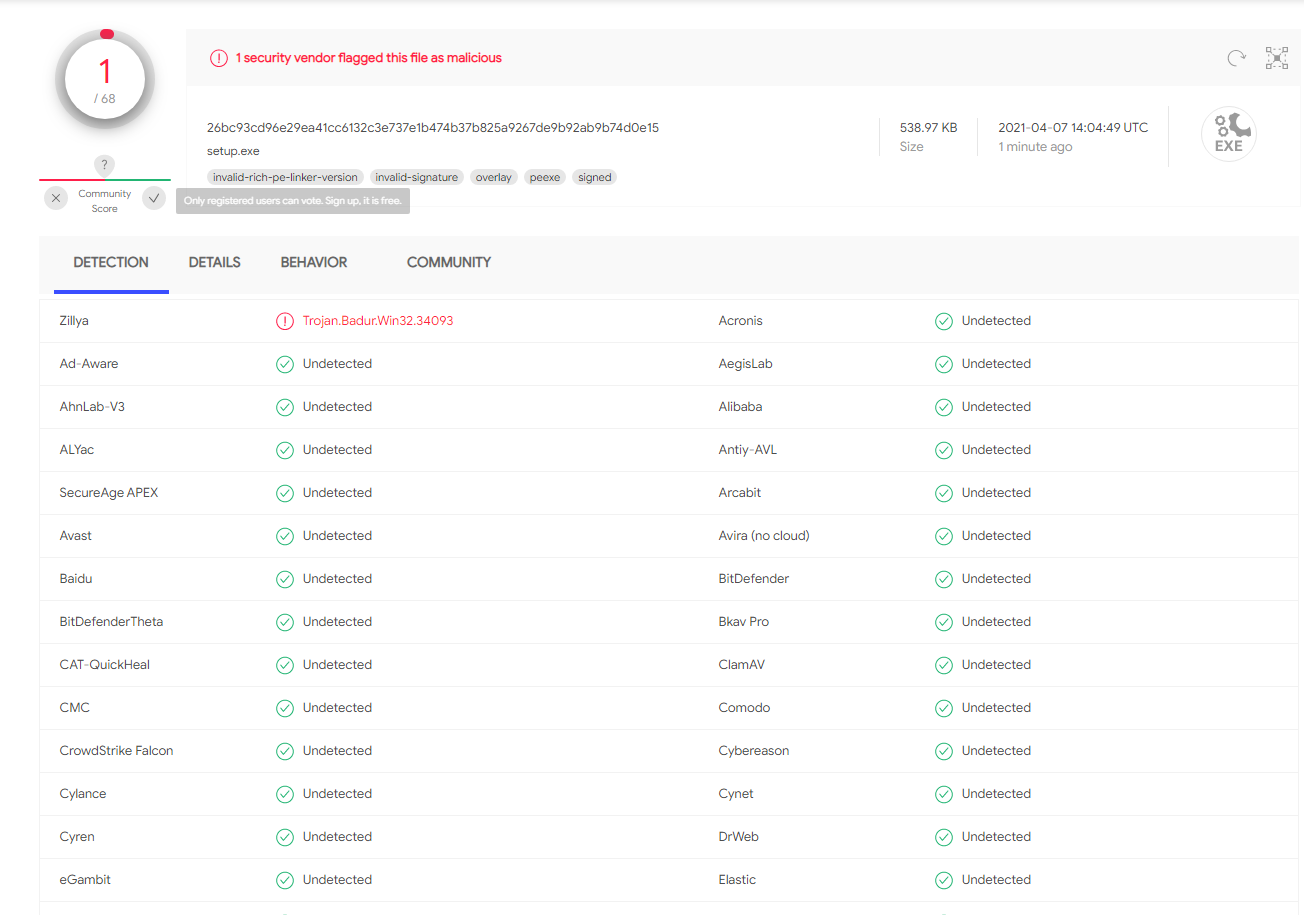 1
/ 68
1 security vendor flagged this file as malicious
26bc93cd96e29ea41cc6132c3e737e1b474b37b825a9267de9b92ab9b74d0e15
setup.exe
invalid-rich-pe-linker-version invalid-signature overlay peexe signed
538.97 KB
Size
2021-04-07 14:04:49 UTC
1 minute ago
EXE
?
Community
Score
Only registered users can vote. Sign up, it is free.
DETECTION DETAILS BEHAVIOR COMMUNITY
Zillya Trojan.Badur.Win32.34093 Acronis Undetected
Ad-Aware Undetected AegisLab Undetected
AhnLab-V3 Undetected Alibaba Undetected
ALYac Undetected Antiy-AVL Undetected
SecureAge APEX Undetected Arcabit Undetected
Avast Undetected Avira (no cloud) Undetected
Baidu Undetected BitDefender Undetected
BitDefenderTheta Undetected Bkav Pro Undetected
CAT-QuickHeal Undetected ClamAV Undetected
CMC Undetected Comodo Undetected
CrowdStrike Falcon Undetected Cybereason Undetected
Cylance Undetected Cynet Undetected
Cyren Undetected DrWeb Undetected
eGambit Undetected Elastic Undetected